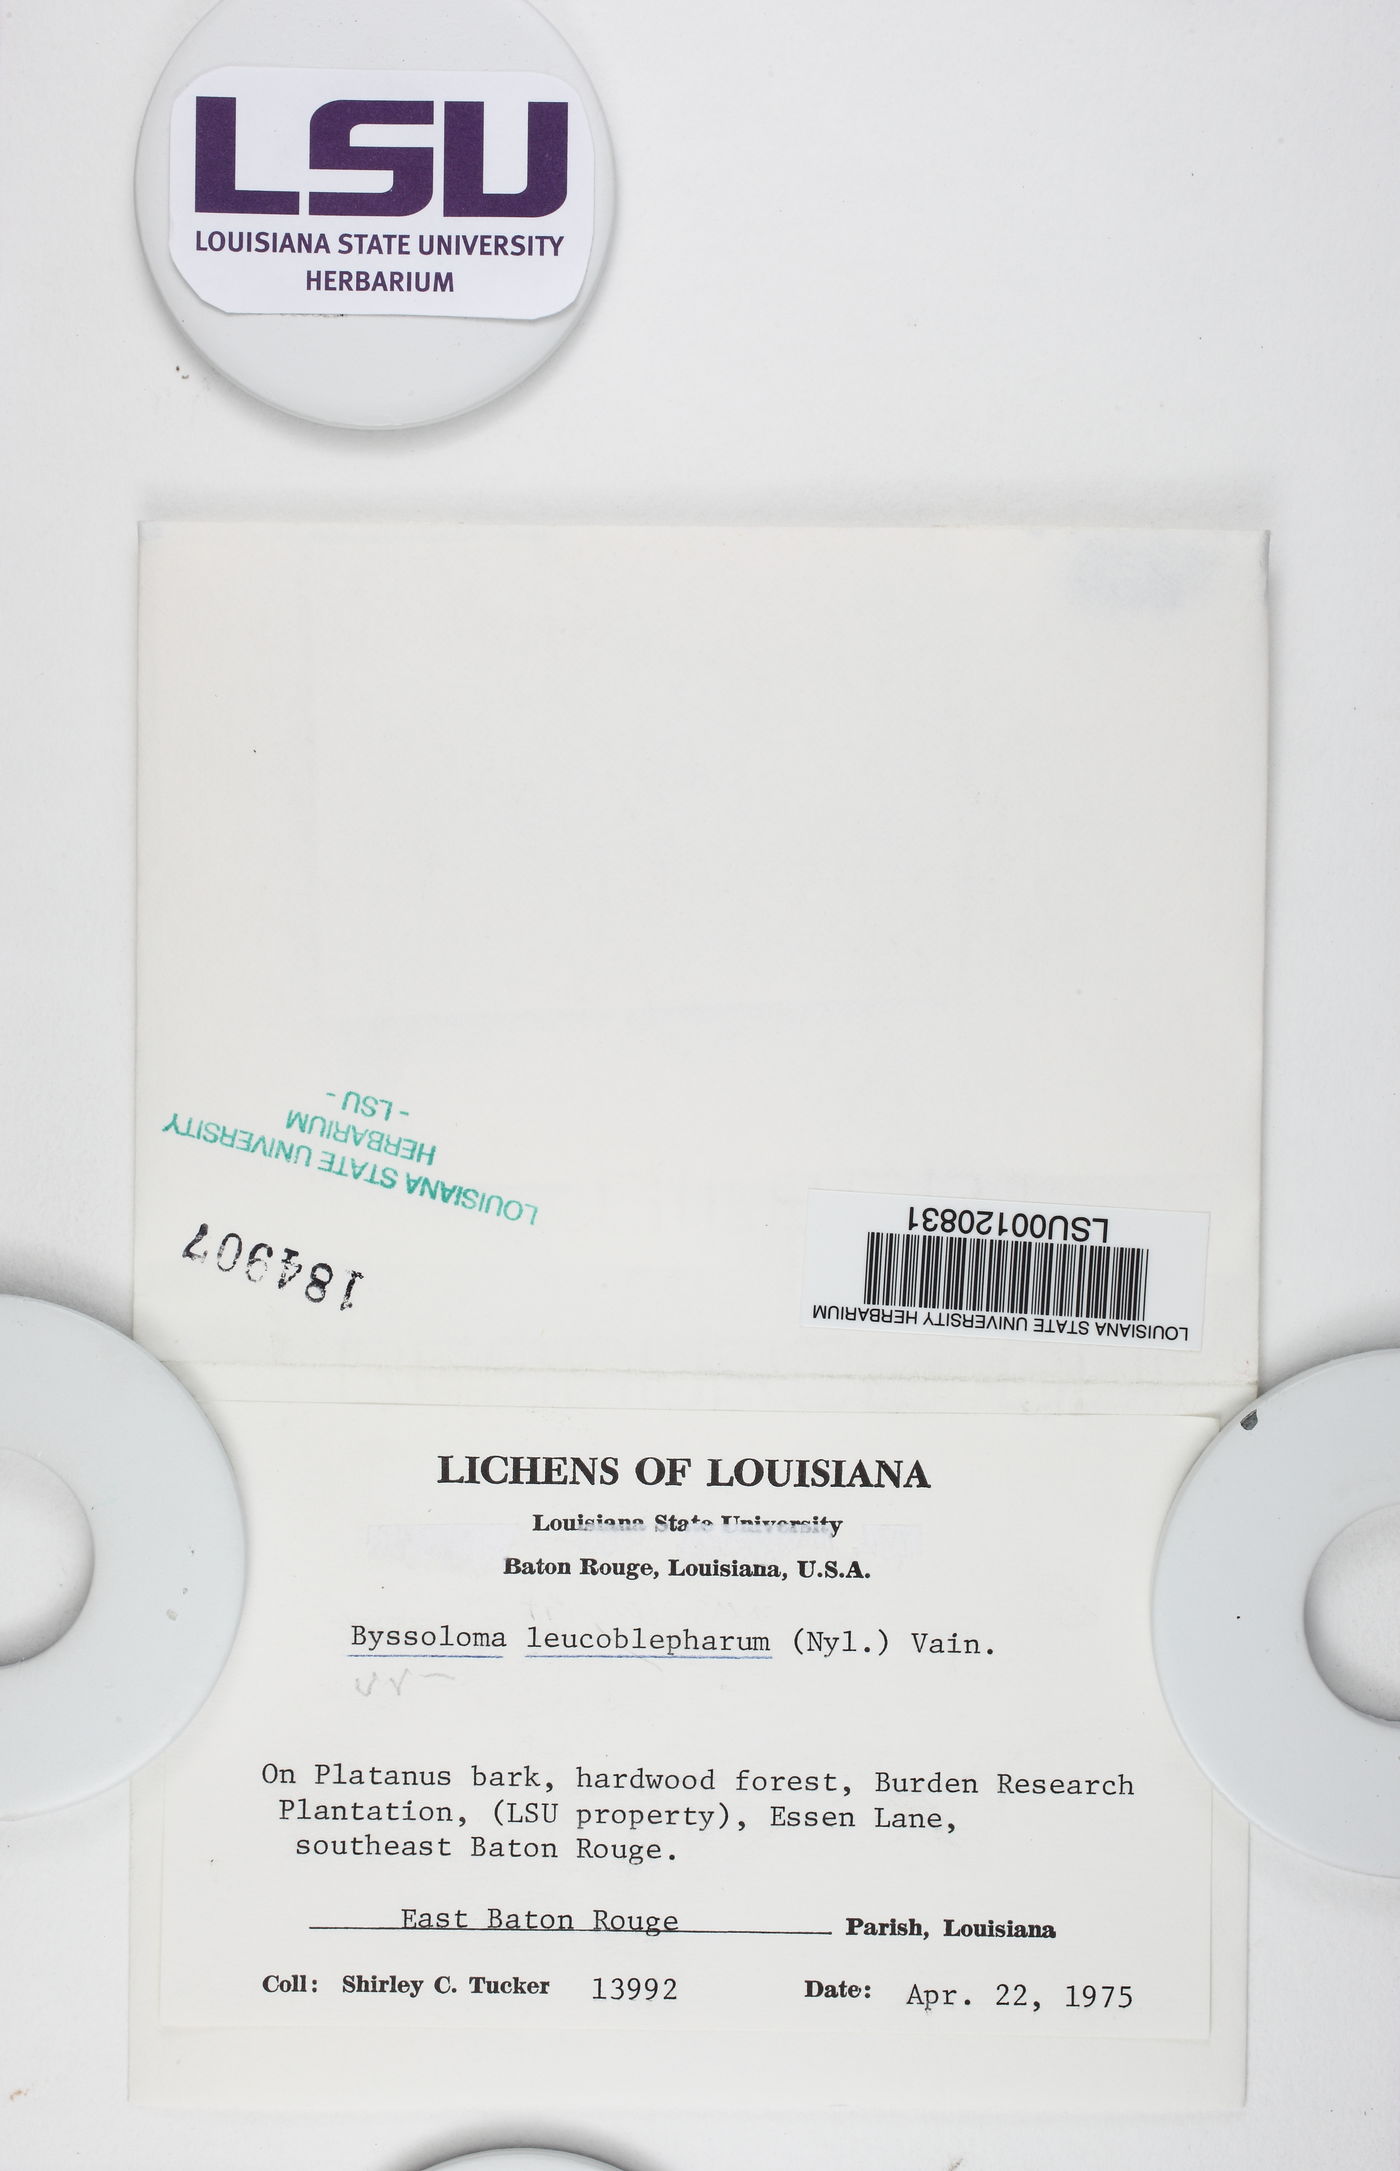 LSU
LOUISIANA STATE UNIVERSITY
HERBARIUM
LOUISIANA STATE UNIVERSITY
HERBARIUM
- LSU -
184907
LOUISIANA STATE UNIVERSITY HERBARIUM
LSU00120831
LICHENS OF LOUISIANA
Louisiana State University
Baton Rouge, Louisiana, U.S.A.
Byssoloma leucoblepharum (Nyl.) Vain.
On Platanus bark, hardwood forest, Burden Research
Plantation, (LSU property), Essen Lane,
southeast Baton Rouge.
East Baton Rouge Parish, Louisiana
Coll: Shirley C. Tucker 13992 Date: Apr. 22, 1975